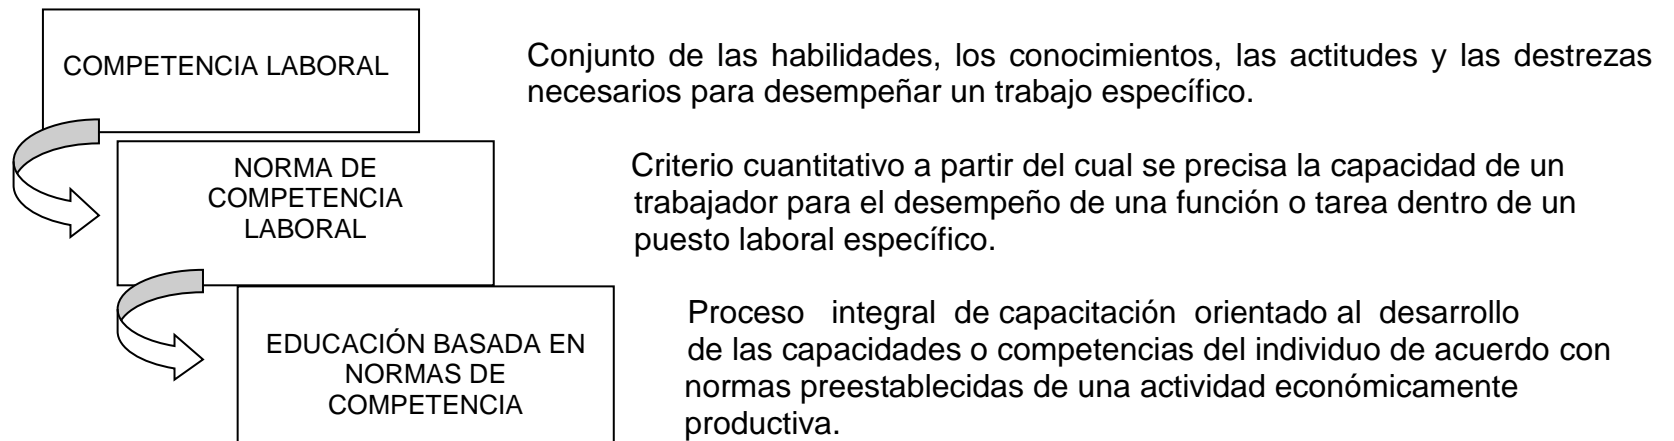 COMPETENCIA LABORAL
Conjunto de las habilidades, los conocimientos, las actitudes y las destrezas
necesarios para desempeñar un trabajo específico.
NORMA DE
COMPETENCIA
LABORAL
Criterio cuantitativo a partir del cual se precisa la capacidad de un
trabajador para el desempeño de una función o tarea dentro de un
puesto laboral específico.
EDUCACIÓN BASADA EN
NORMAS DE
COMPETENCIA
Proceso integral de capacitación orientado al desarrollo
de las capacidades o competencias del individuo de acuerdo con
normas preestablecidas de una actividad económicamente
productiva.